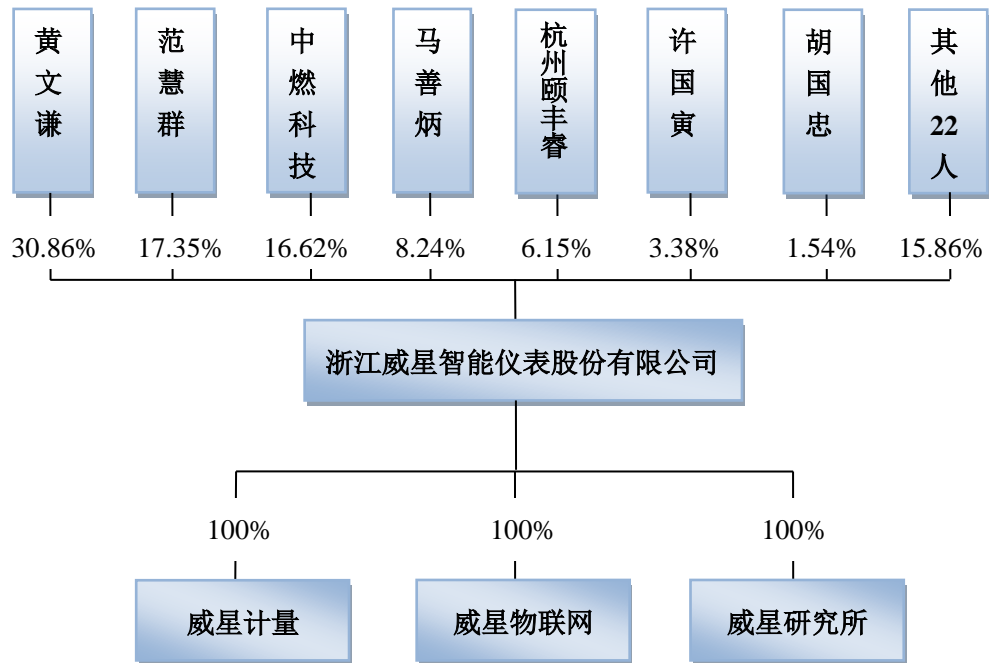 黄文谦
范慧群
中燃科技
马善炳
杭州颐丰睿
许国寅
胡国忠
其他22人
30.86%
17.35%
16.62%
8.24%
6.15%
3.38%
1.54%
15.86%
浙江威星智能仪表股份有限公司
100%
100%
100%
威星计量
威星物联网
威星研究所